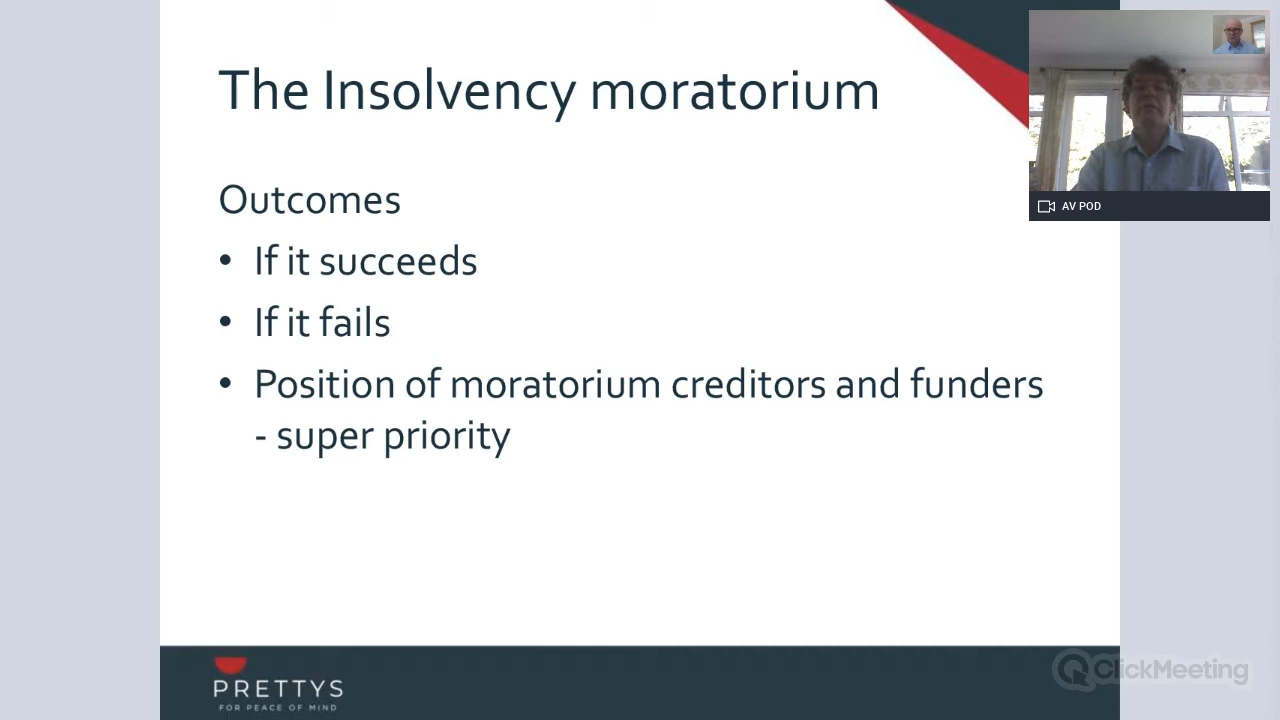 The Insolvency moratorium
AV POD
Outcomes
• If it succeeds
• If it fails
• Position of moratorium creditors and funders
- super priority
PRETTYS
FOR PEACE OF MIND
ClickMeeting